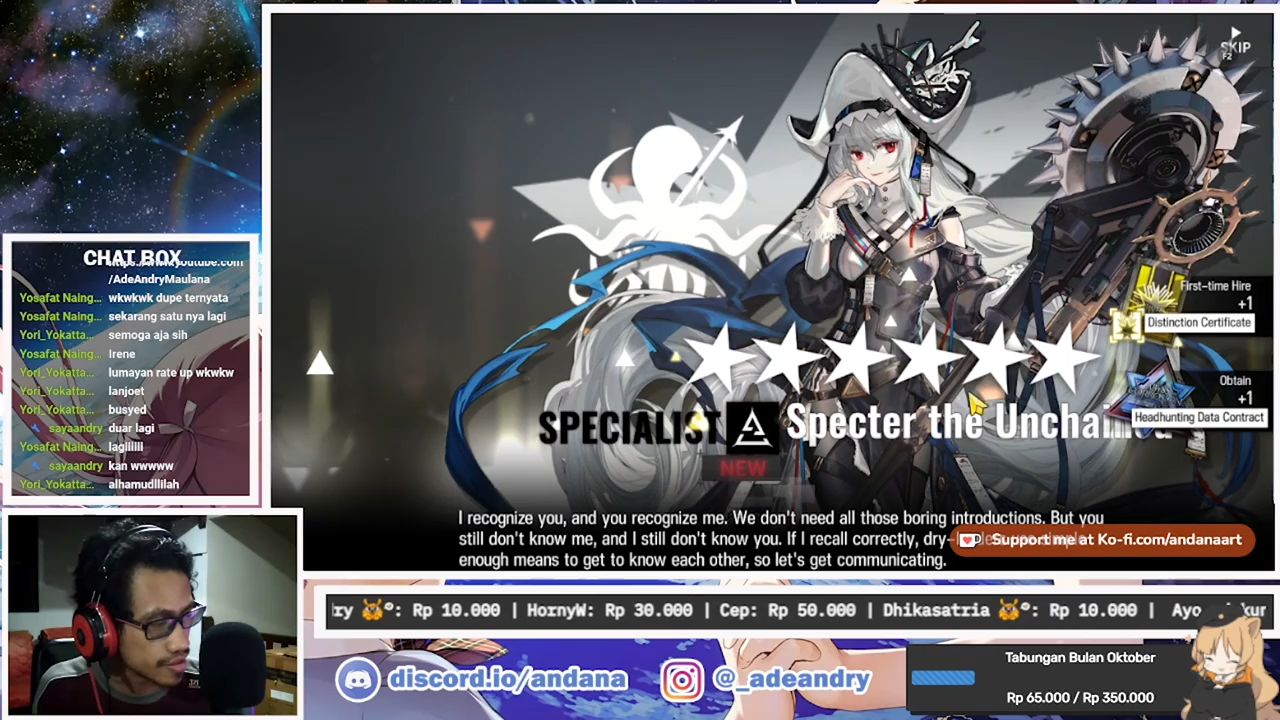 SKIP
F2
CHAT BOX
/AdeAndryMaulana
Yosafat Naing... wkwkwk dupe ternyata
Yosafat Naing... sekarang satu nya lagi
Yori_Yokatta... semoga aja sih
Yosafat Naing... Irene
Yori_Yokatta... lumayan rate up wkwkw
Yori_Yokatta... lanjoet
Yori_Yokatta... busyed
sayaandry duar lagi
Yosafat Naing... lagliiiii
sayaandry kan wwwww
Yori_Yokatta... alhamudllilah
First-time Hire
+1
Distinction Certificate
Obtain
+1
Headhunting Data Contract
SPECIALIST Specter the Unchained
NEW
I recognize you, and you recognize me. We don't need all those boring introductions. But you
still don't know me, and I still don't know you. If I recall correctly, dry-
enough means to get to know each other, so let's get communicating.
Support me at Ko-fi.com/andanaart
ry : Rp 10.000 | HornyW: Rp 30.000 | Cep: Rp 50.000 | Dhikasatria : Rp 10.000 | Ayo
discord.io/andana @_adeandry
Tabungan Bulan Oktober
Rp 65.000 / Rp 350.000